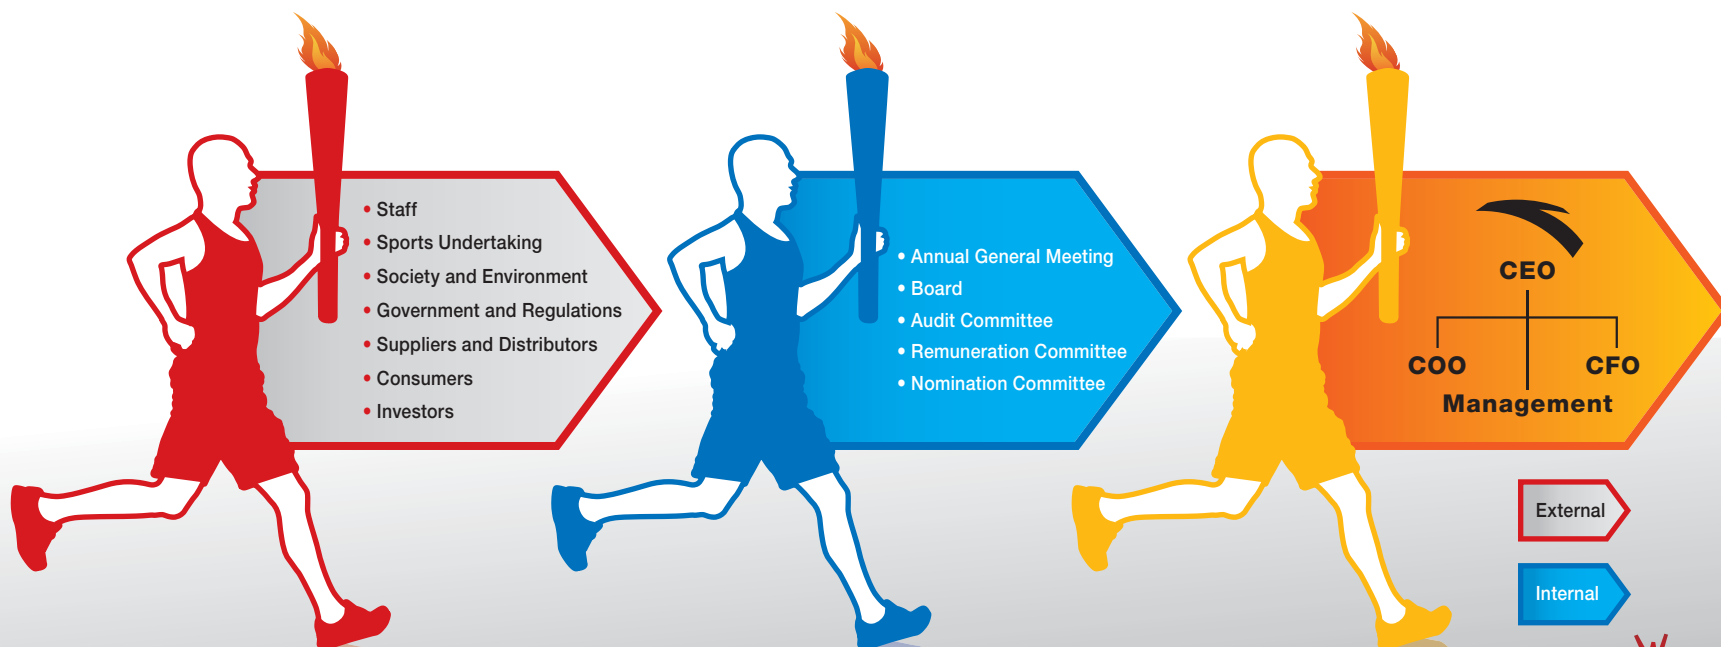 • Staff
• Sports Undertaking
• Society and Environment
• Government and Regulations
• Suppliers and Distributors
• Consumers
• Investors
• Annual General Meeting
• Board
• Audit Committee
• Remuneration Committee
• Nomination Committee
CEO
COO
CFO
Management
External
Internal